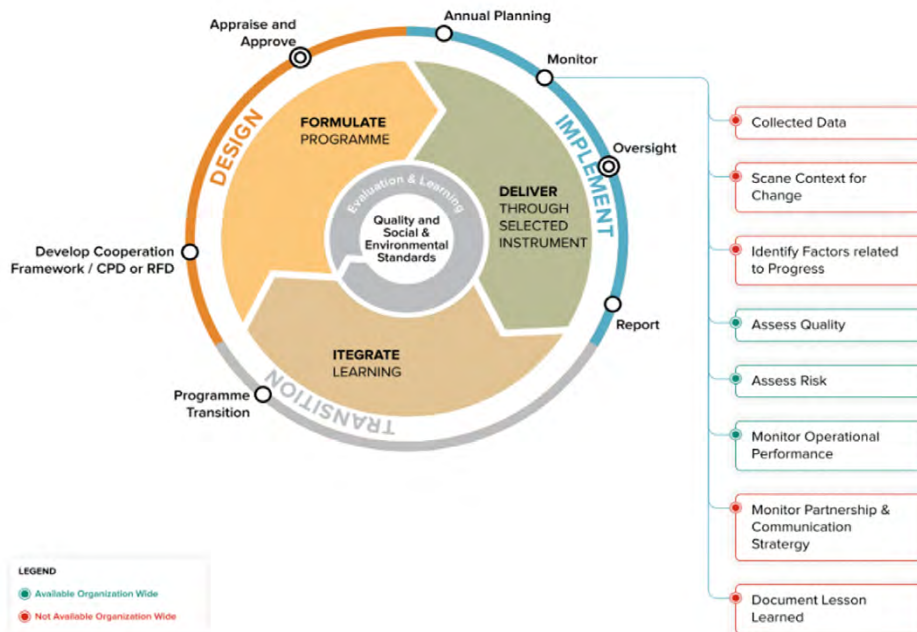 Appraise and
Approve
Annual Planning
Monitor
Oversight
Report
Develop Cooperation
Framework / CPD or RFD
Programme
Transition
DESIGN
IMPLEMENT
TRANSITION
FORMULATE
PROGRAMME
DELIVER
THROUGH
SELECTED
INSTRUMENT
ITEGRATE
LEARNING
Evaluation & Learning
Quality and
Social &
Environmental
Standards
Collected Data
Scane Context for
Change
Identify Factors related
to Progress
Assess Quality
Assess Risk
Monitor Operational
Performance
Monitor Partnership &
Communication
Stratergy
Document Lesson
Learned
LEGEND
Available Organization Wide
Not Available Organization Wide